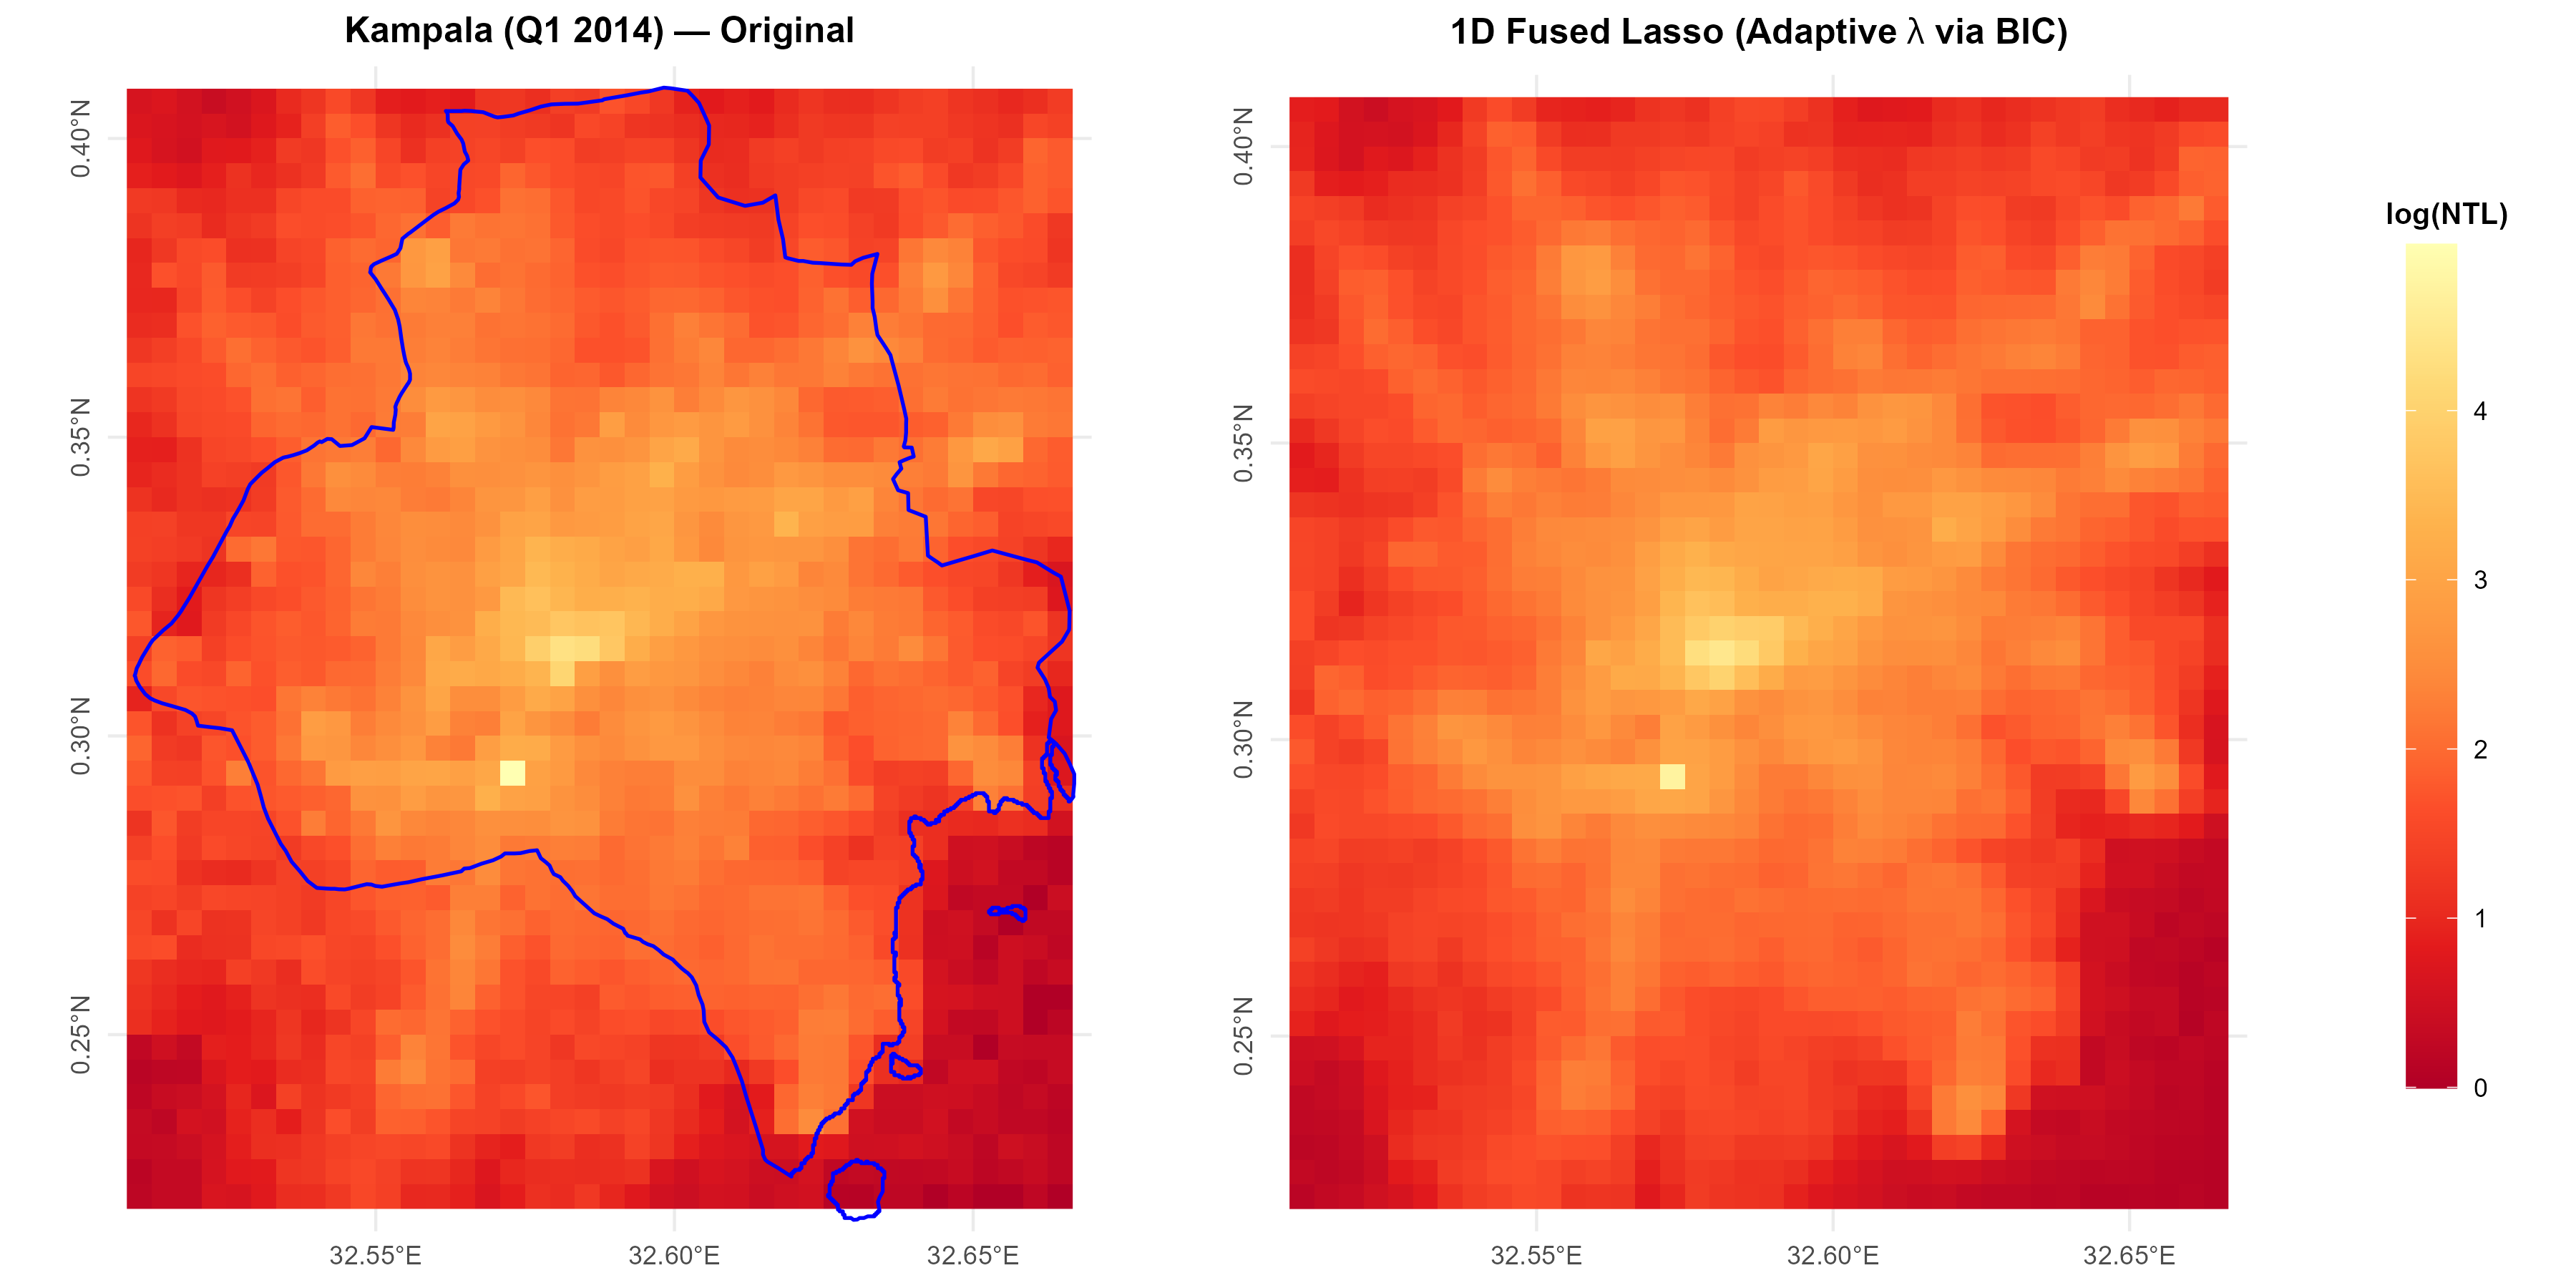 Kampala (Q1 2014) — Original
0.40°N
0.35°N
0.30°N
0.25°N
32.55°E
32.60°E
32.65°E
1D Fused Lasso (Adaptive λ via BIC)
0.40°N
0.35°N
0.30°N
0.25°N
32.55°E
32.60°E
32.65°E
log(NTL)
4
3
2
1
0